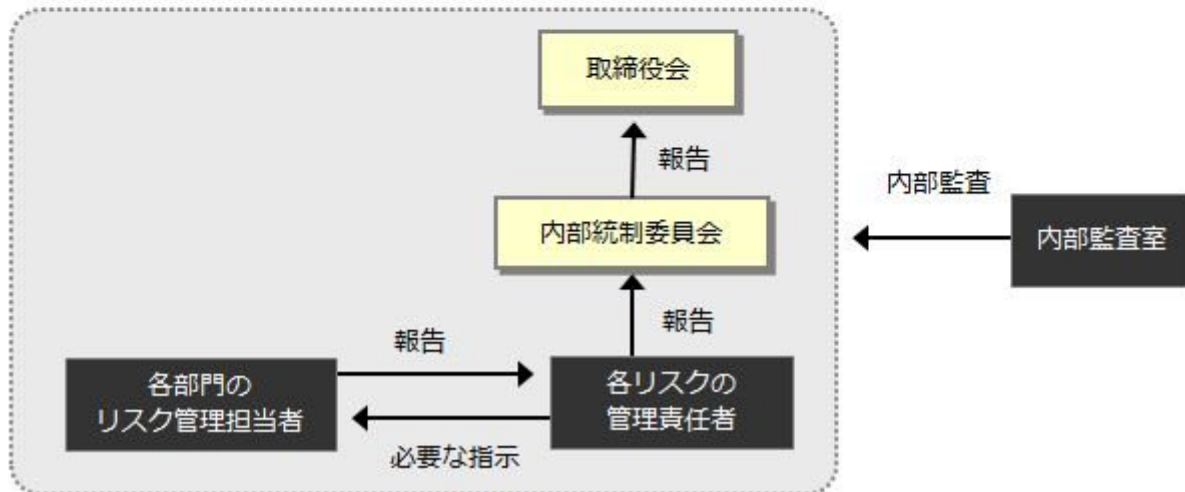 取締役会
報告
内部監査
内部統制委員会
内部監査室
報告
報告
各部門の
リスク管理担当者
各リスクの
管理責任者
必要な指示